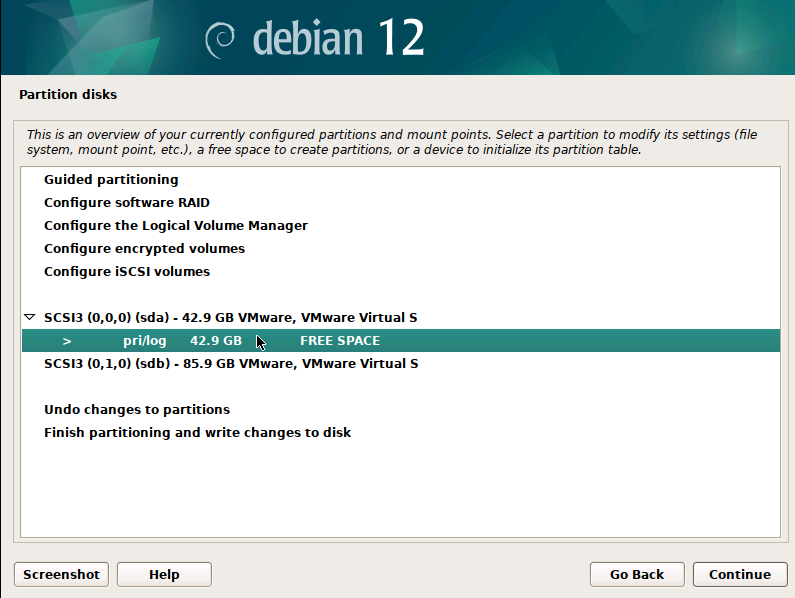 debian 12
Partition disks
This is an overview of your currently configured partitions and mount points. Select a partition to modify its settings (file
system, mount point, etc.), a free space to create partitions, or a device to initialize its partition table.
Guided partitioning
Configure software RAID
Configure the Logical Volume Manager
Configure encrypted volumes
Configure iSCSI volumes
SCSI3 (0,0,0) (sda) - 42.9 GB VMware, VMware Virtual S
> pri/log 42.9 GB FREE SPACE
SCSI3 (0,1,0) (sdb) - 85.9 GB VMware, VMware Virtual S
Undo changes to partitions
Finish partitioning and write changes to disk
Screenshot Help Go Back Continue